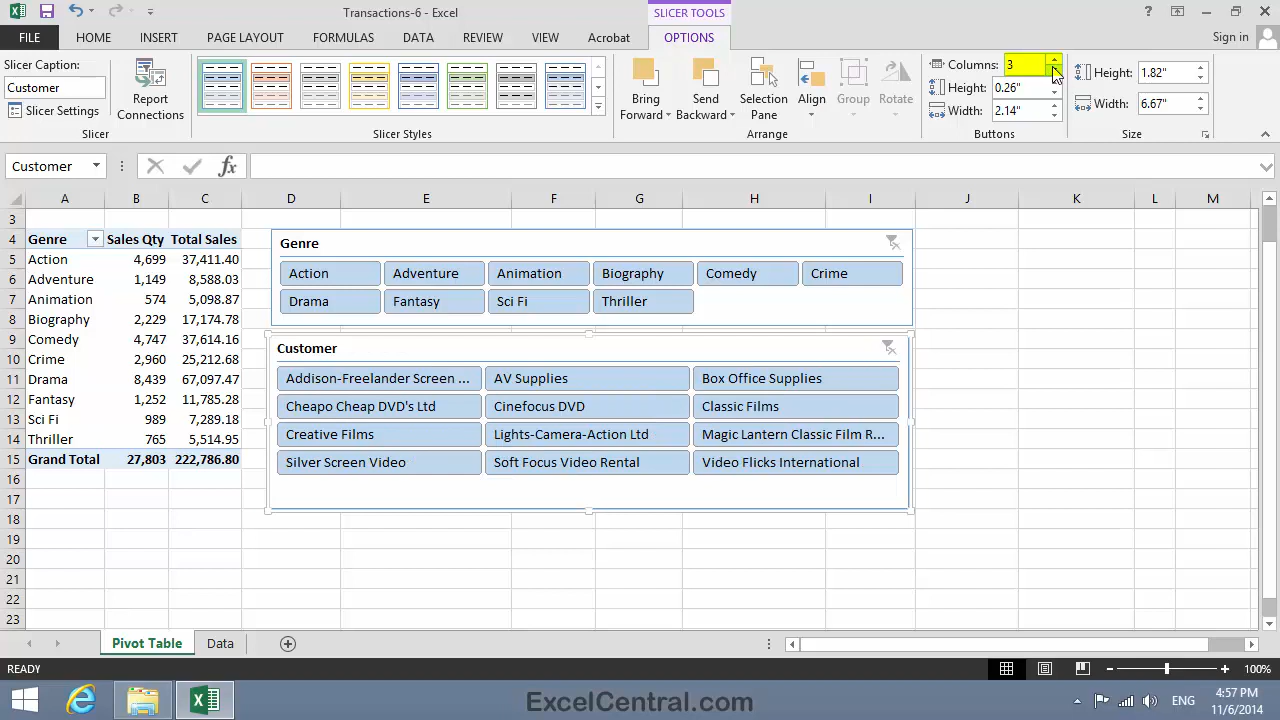 Transactions-6 - Excel
SLICER TOOLS
?
FILE HOME INSERT PAGE LAYOUT FORMULAS DATA REVIEW VIEW Acrobat OPTIONS Sign in
Slicer Caption:
Customer
Slicer Settings
Report Connections
Slicer
Slicer Styles
Bring Forward
Send Backward
Selection Pane
Align
Group
Rotate
Arrange
Columns: 3
Height: 0.26"
Width: 2.14"
Buttons
Height: 1.82"
Width: 6.67"
Size
Customer fx
A B C D E F G H I J K L M
3
4 Genre Sales Qty Total Sales
5 Action 4,699 37,411.40
6 Adventure 1,149 8,588.03
7 Animation 574 5,098.87
8 Biography 2,229 17,174.78
9 Comedy 4,747 37,614.16
10 Crime 2,960 25,212.68
11 Drama 8,439 67,097.47
12 Fantasy 1,252 11,785.28
13 Sci Fi 989 7,289.18
14 Thriller 765 5,514.95
15 Grand Total 27,803 222,786.80
16
17
18
19
20
21
22
23
Genre
Action Adventure Animation Biography Comedy Crime
Drama Fantasy Sci Fi Thriller
Customer
Addison-Freelander Screen ... AV Supplies Box Office Supplies
Cheapo Cheap DVD's Ltd Cinefocus DVD Classic Films
Creative Films Lights-Camera-Action Ltd Magic Lantern Classic Film R...
Silver Screen Video Soft Focus Video Rental Video Flicks International
Pivot Table Data
READY
100%
ExcelCentral.com
ENG
4:57 PM
11/6/2014